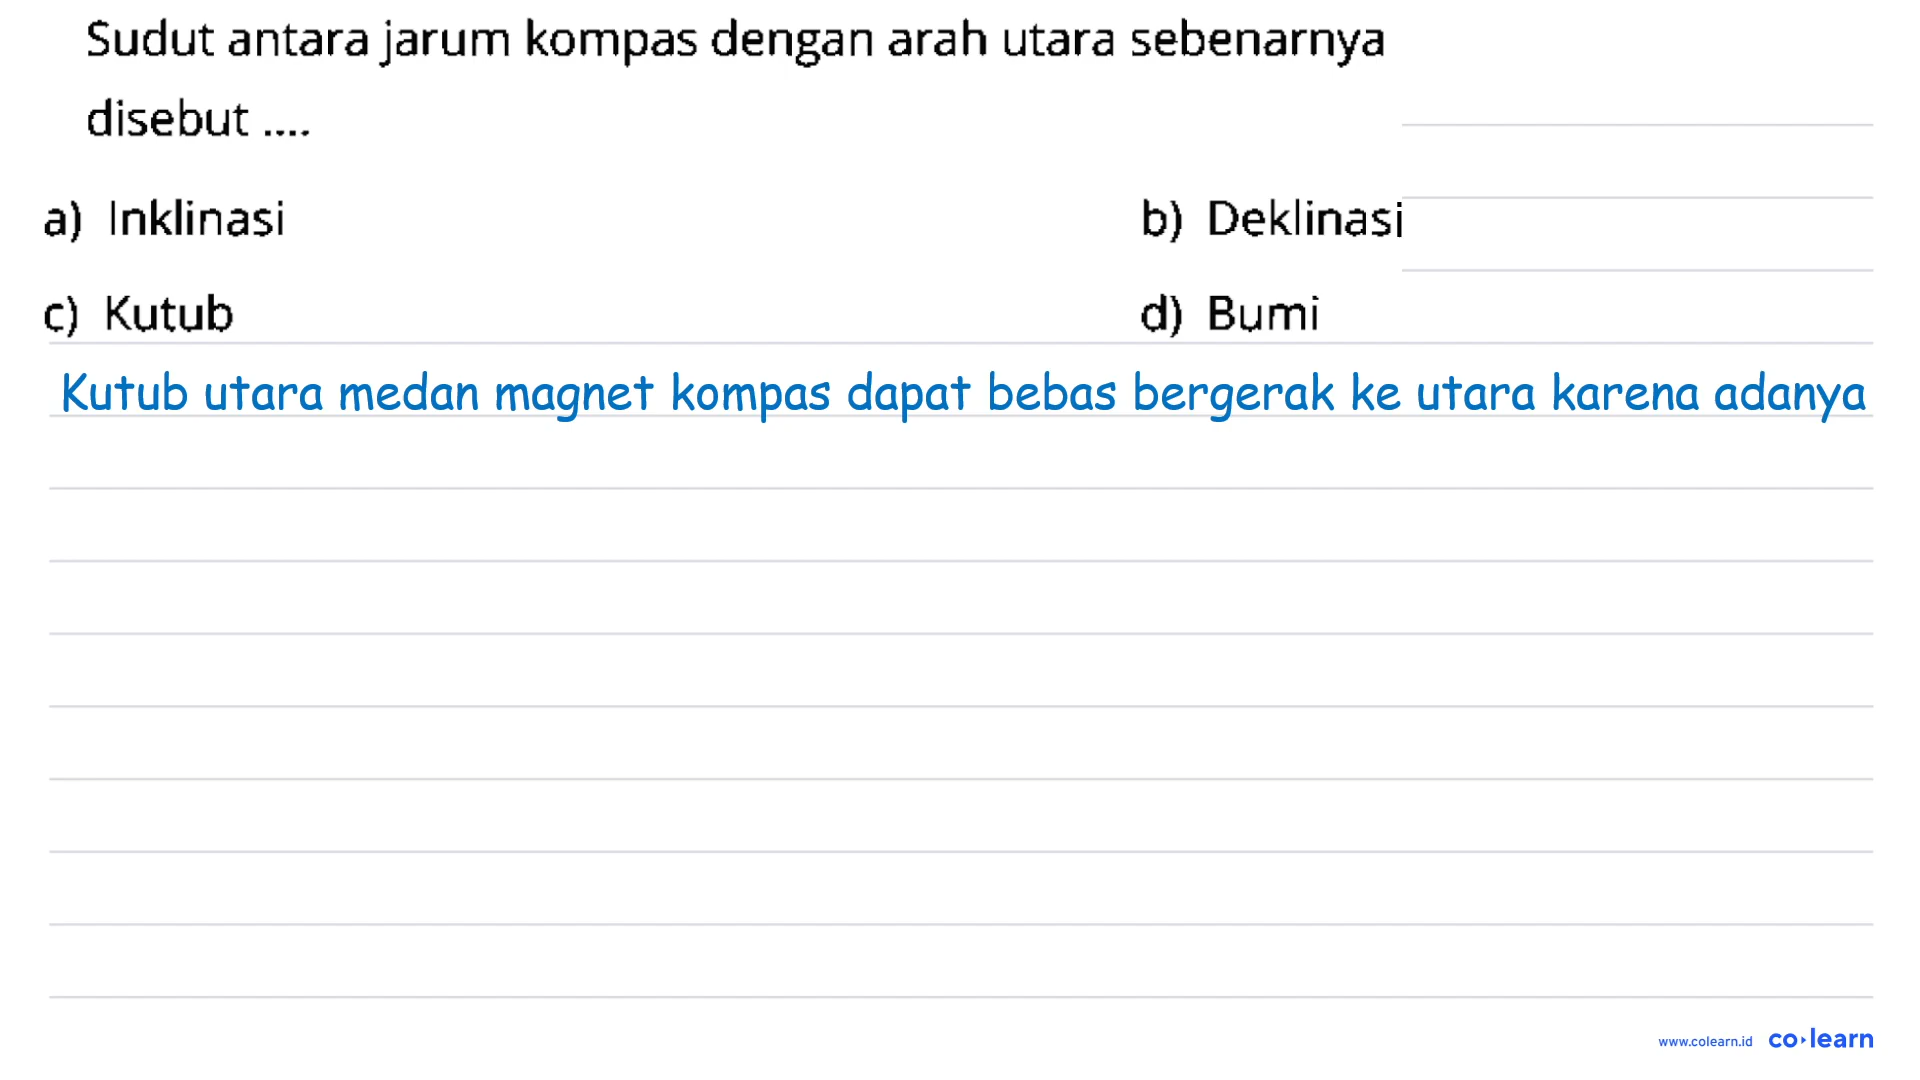 Sudut antara jarum kompas dengan arah utara sebenarnya
disebut ....
a) Inklinasi
b) Deklinasi
c) Kutub
d) Bumi
Kutub utara medan magnet kompas dapat bebas bergerak ke utara karena adanya
www.colearn.id co learn